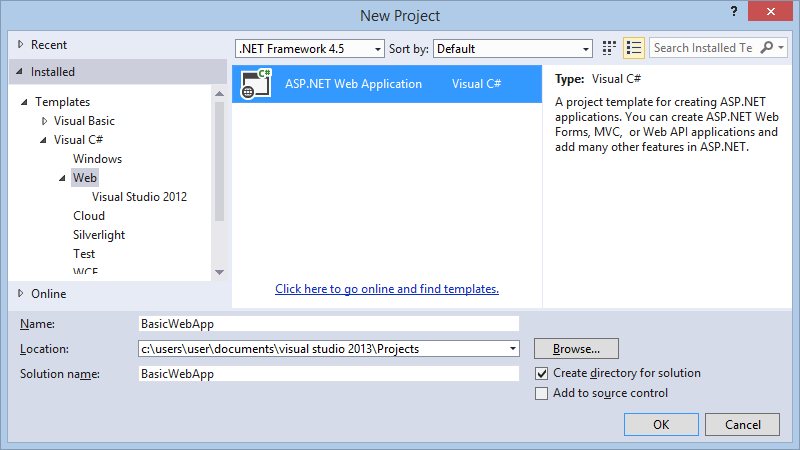 New Project
?
Recent
.NET Framework 4.5
Sort by:
Default
Search Installed Te
Installed
Templates
Visual Basic
Visual C#
Windows
Web
Visual Studio 2012
Cloud
Silverlight
Test
WCF
Online
C#
ASP.NET Web Application
Visual C#
Click here to go online and find templates.
Type: Visual C#
A project template for creating ASP.NET
applications. You can create ASP.NET Web
Forms, MVC, or Web API applications and
add many other features in ASP.NET.
Name:
BasicWebApp
Location:
c:\users\user\documents\visual studio 2013\Projects
Browse...
Solution name:
BasicWebApp
Create directory for solution
Add to source control
OK
Cancel